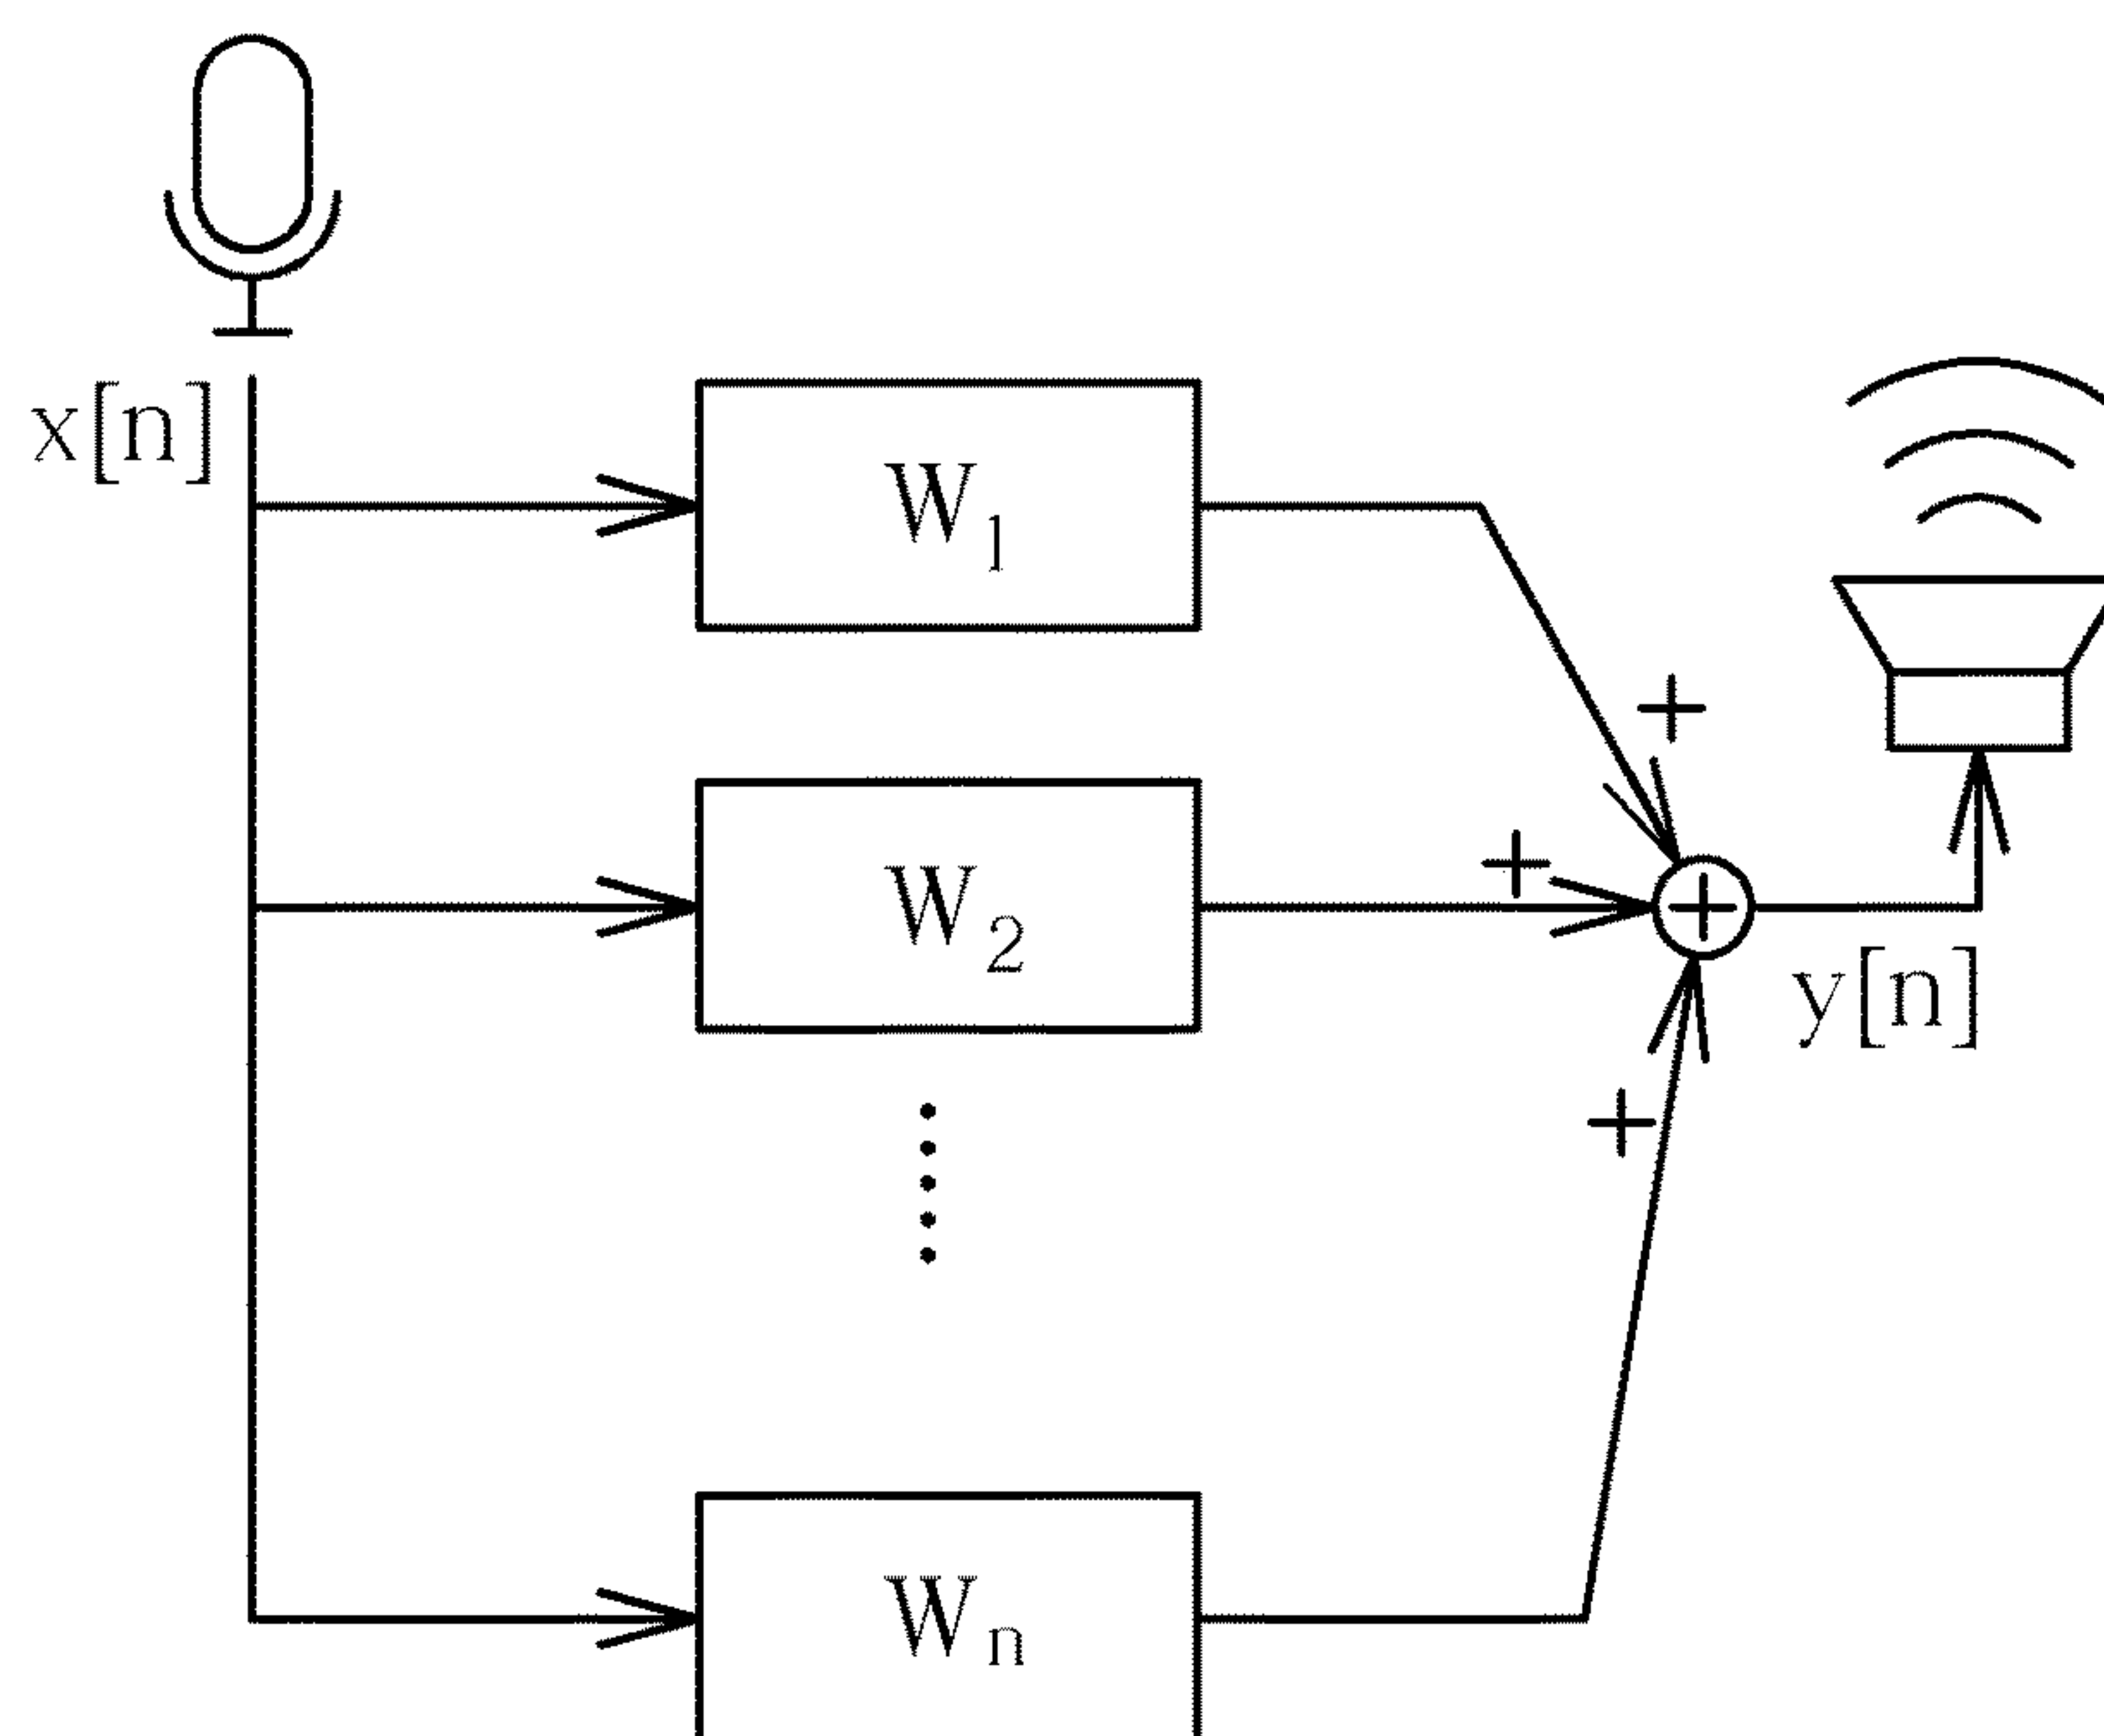 x[n]
W₁
+
W₂
+
+
y[n]
+
Wₙ